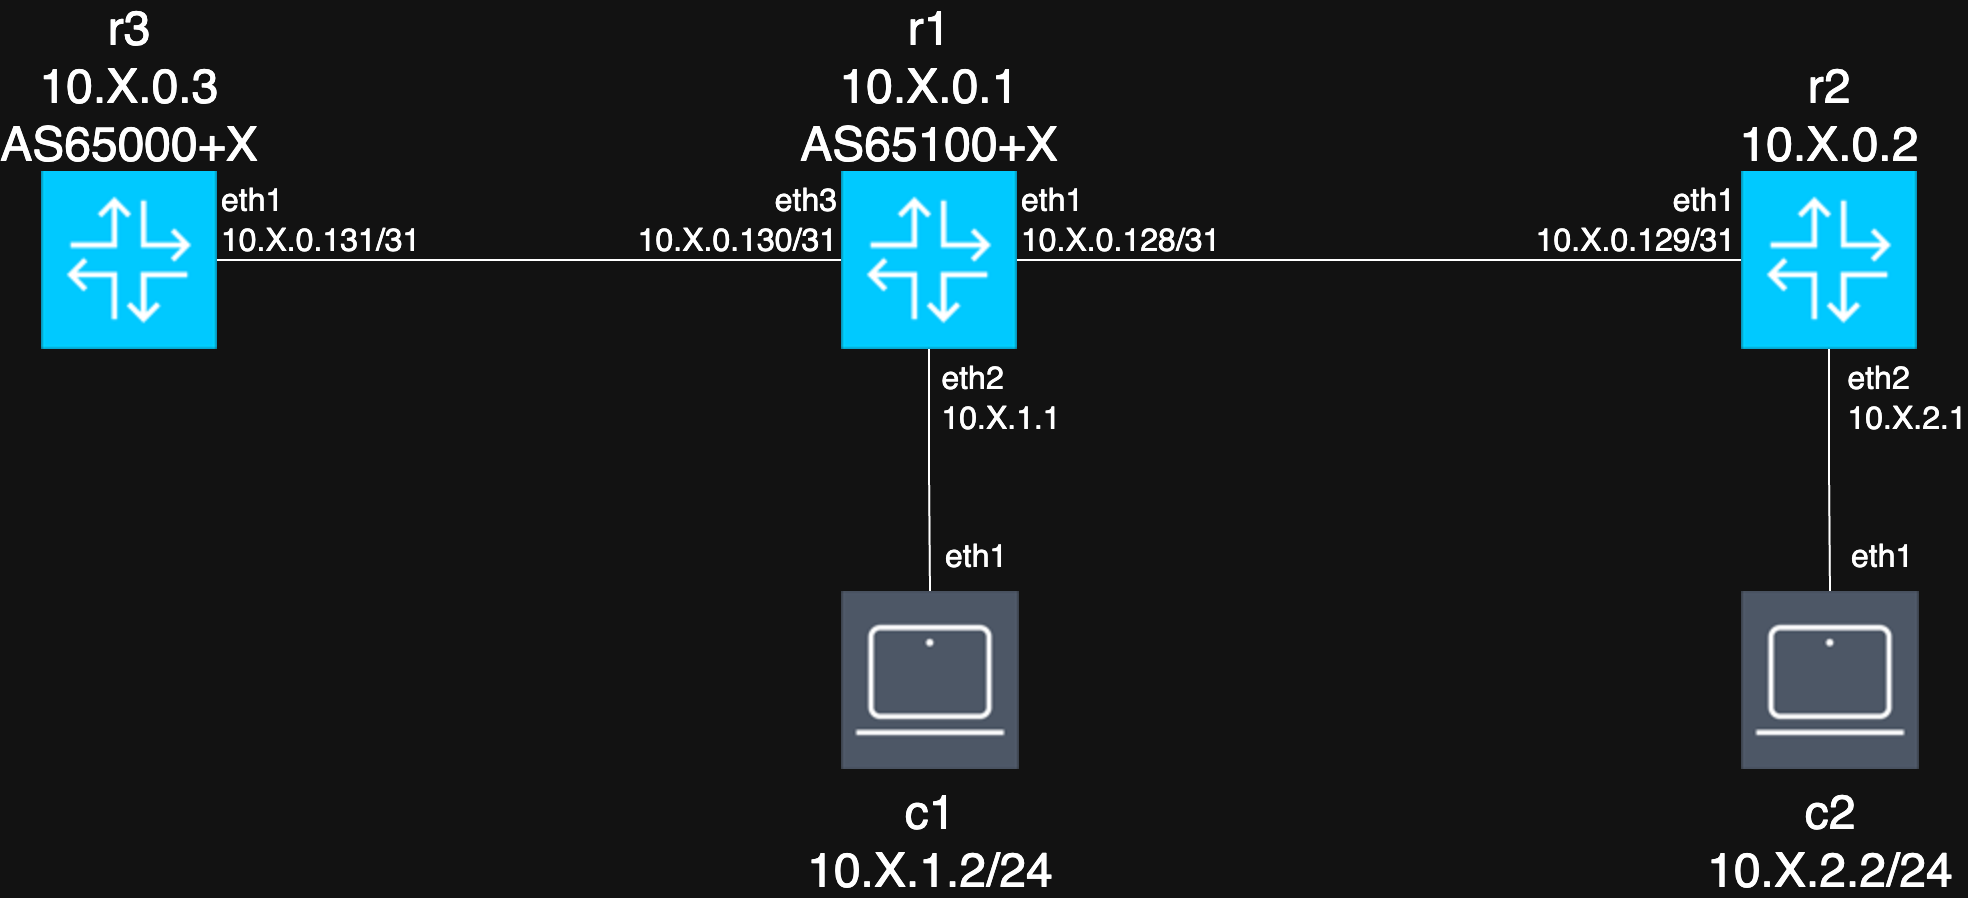 r3
10.X.0.3
AS65000+X
r1
10.X.0.1
AS65100+X
r2
10.X.0.2
eth1
10.X.0.131/31
eth3
10.X.0.130/31
eth1
10.X.0.128/31
eth1
10.X.0.129/31
eth2
10.X.1.1
eth2
10.X.2.1
eth1
eth1
c1
10.X.1.2/24
c2
10.X.2.2/24